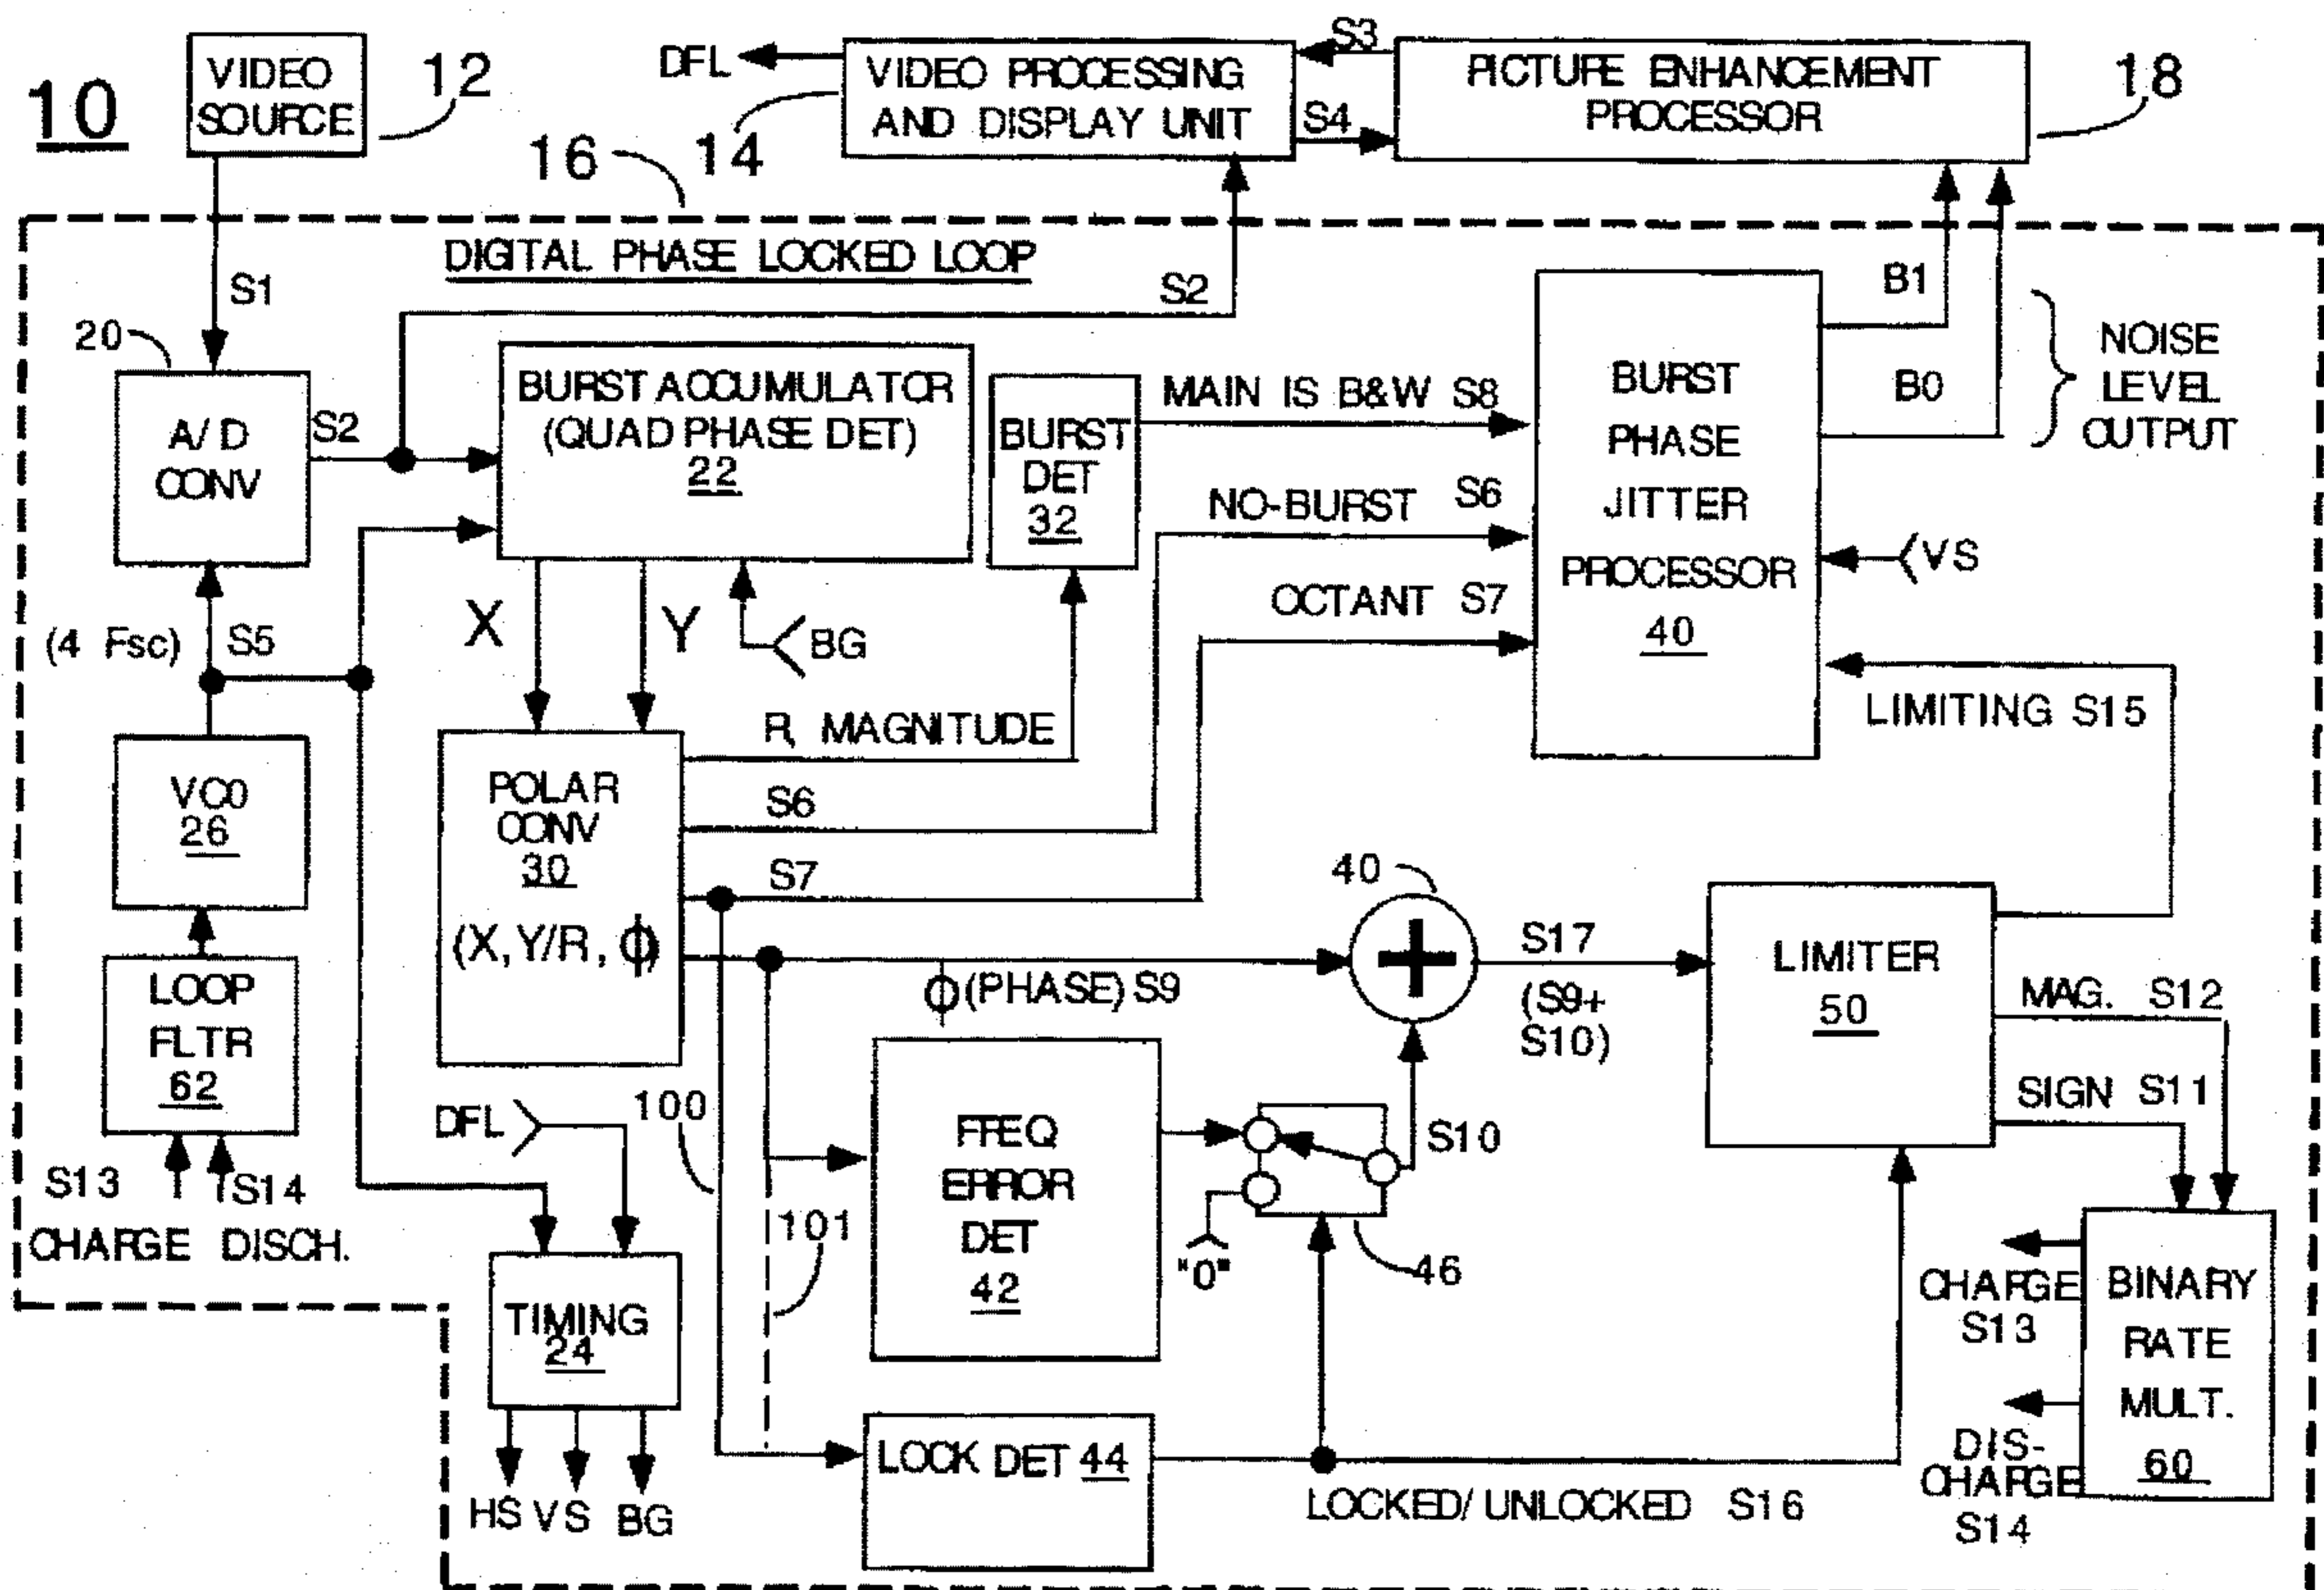 10
VIDEO
SOURCE
12
DFL
VIDEO PROCESSING
AND DISPLAY UNIT
14
S3
S4
PICTURE ENHANCEMENT
PROCESSOR
18
16
DIGITAL PHASE LOCKED LOOP
S1
S2
20
A/D
CONV
S2
BURST ACCUMULATOR
(QUAD PHASE DET)
22
BURST
DET
32
MAIN IS B&W S8
NO-BURST S6
OCTANT S7
BURST
PHASE
JITTER
PROCESSOR
40
B1
B0
NOISE
LEVEL
OUTPUT
VS
LIMITING S15
(4 Fsc)
S5
X
Y
BG
R, MAGNITUDE
VCO
26
POLAR
CONV
30
(X,Y/R, ϕ)
S6
S7
ϕ(PHASE) S9
40
+
S17
(S9+
S10)
LIMITER
50
MAG. S12
SIGN S11
LOOP
FLTR
62
S13
S14
CHARGE DISCH.
DFL
100
101
FREQ
ERROR
DET
42
S10
"0"
46
TIMING
24
HS VS BG
LOCK DET 44
LOCKED/UNLOCKED S16
CHARGE
S13
DIS-
CHARGE
S14
BINARY
RATE
MULT.
60